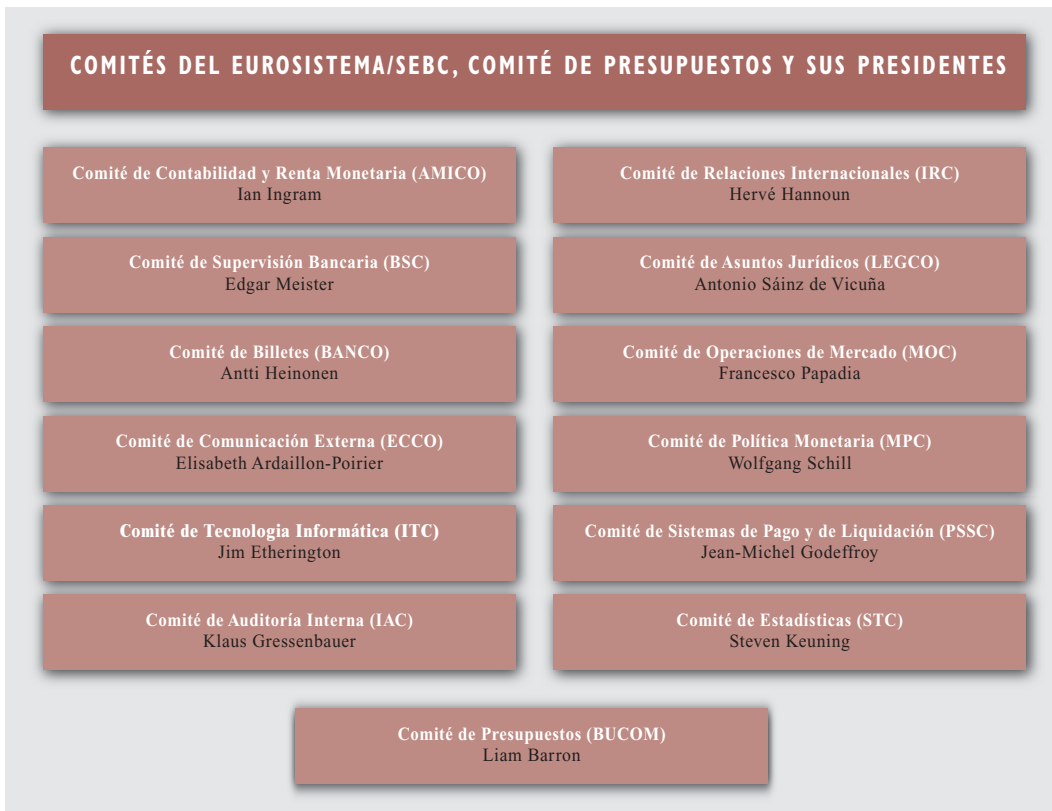 COMITÉS DEL EUROSISTEMA/SEBC, COMITÉ DE PRESUPUESTOS Y SUS PRESIDENTES
Comité de Contabilidad y Renta Monetaria (AMICO)
Ian Ingram
Comité de Supervisión Bancaria (BSC)
Edgar Meister
Comité de Billetes (BANCO)
Antti Heinonen
Comité de Comunicación Externa (ECCO)
Elisabeth Ardaillon-Poirier
Comité de Tecnologia Informática (ITC)
Jim Etherington
Comité de Auditoría Interna (IAC)
Klaus Gressenbauer
Comité de Relaciones Internacionales (IRC)
Hervé Hannoun
Comité de Asuntos Jurídicos (LEGCO)
Antonio Sáinz de Vicuña
Comité de Operaciones de Mercado (MOC)
Francesco Papadia
Comité de Política Monetaria (MPC)
Wolfgang Schill
Comité de Sistemas de Pago y de Liquidación (PSSC)
Jean-Michel Godeffroy
Comité de Estadísticas (STC)
Steven Keuning
Comité de Presupuestos (BUCOM)
Liam Barron